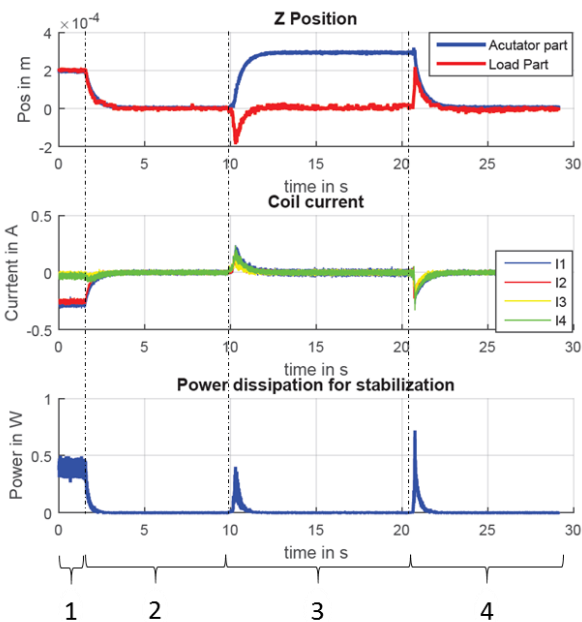 Z Position
× 10⁻⁴
Pos in m
4
2
0
-2
Acutator part
Load Part
0 5 10 15 20 25 30
time in s
Coil current
Currtent in A
0.5
0
-0.5
I1
I2
I3
I4
0 5 10 15 20 25 30
time in s
Power dissipation for stabilization
Power in W
1
0.5
0
0 5 10 15 20 25 30
time in s
1 2 3 4